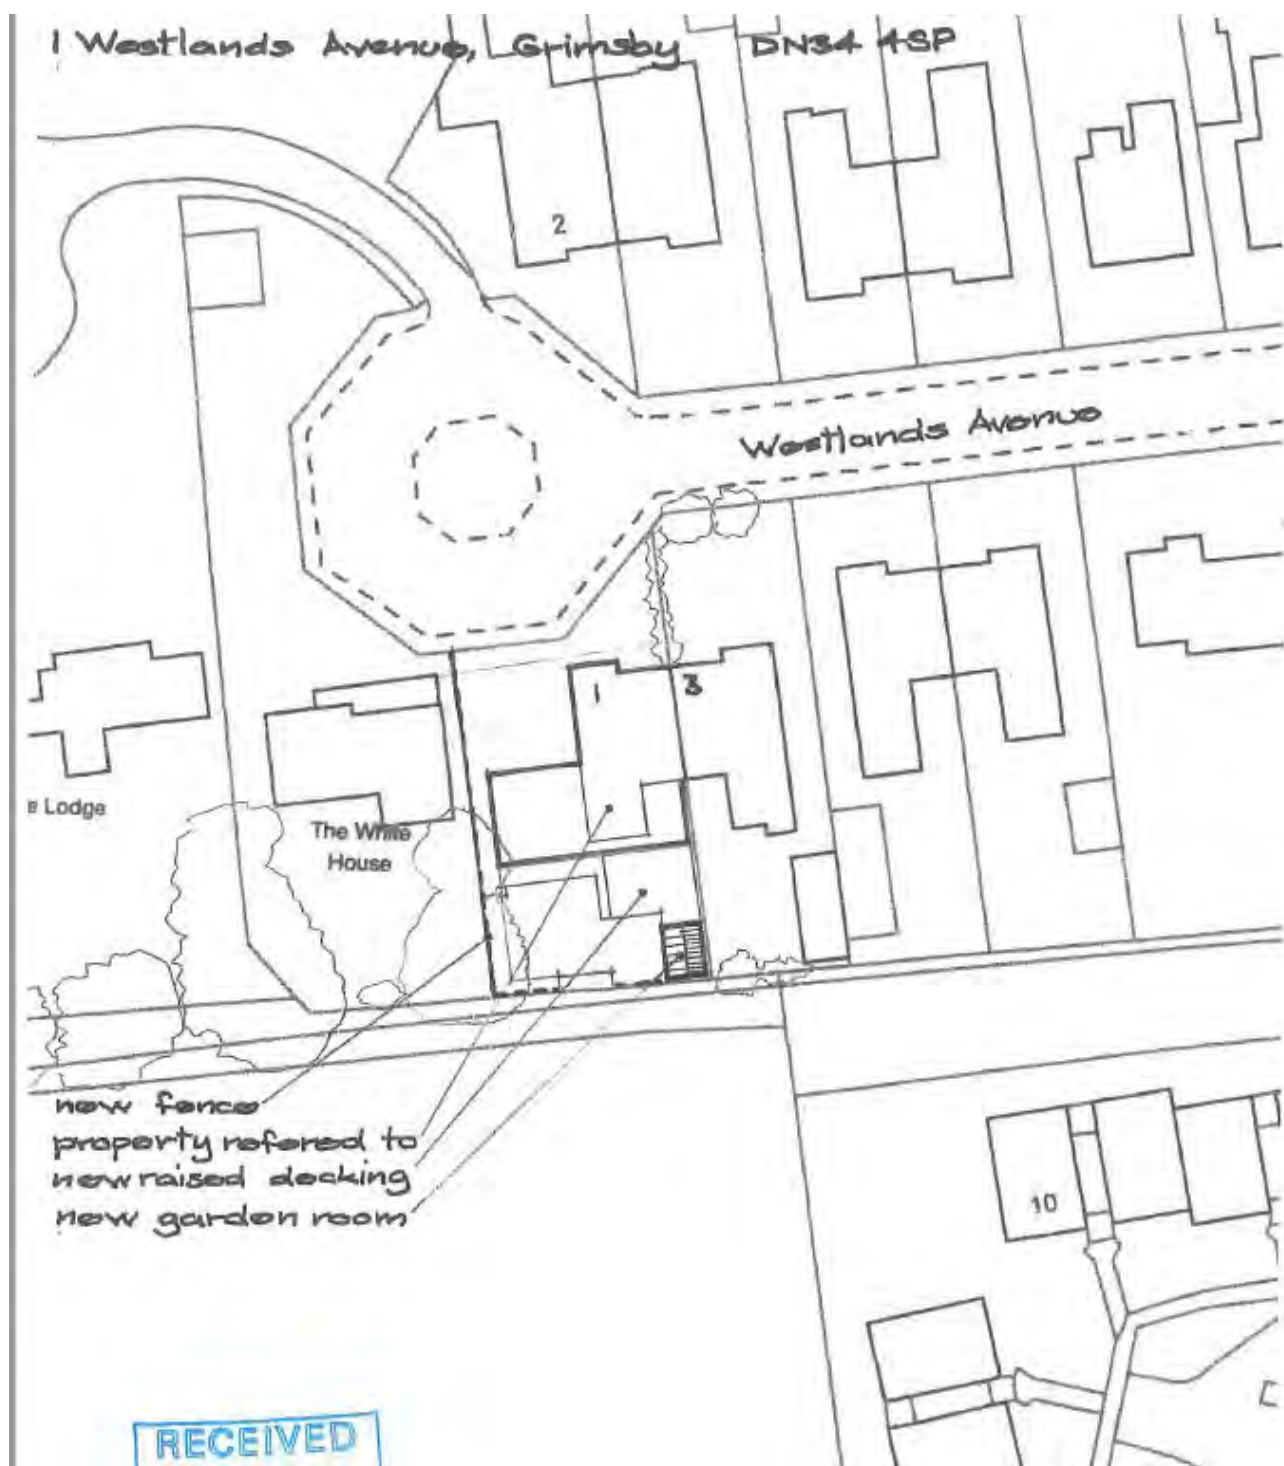 1 Westlands Avenue, Grimsby DN34 4SP
2
Westlands Avenue
1
3
e Lodge
The White
House
new fence
property refered to
new raised decking
new garden room
10
RECEIVED